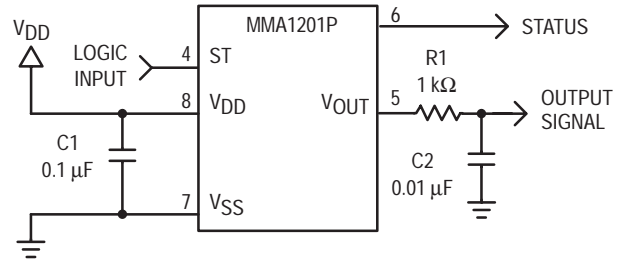 VDD
LOGIC
INPUT
4
ST
MMA1201P
6
STATUS
R1
1 kΩ
8
VDD
VOUT
5
OUTPUT
SIGNAL
C1
0.1 μF
C2
0.01 μF
7
VSS